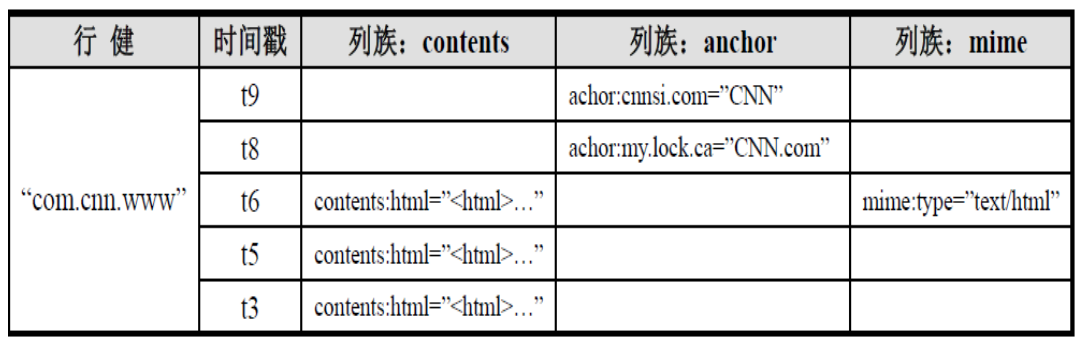 行 健 时间戳 列族：contents 列族：anchor 列族：mime
t9 achor:cnnsi.com=”CNN”
t8 achor:my.lock.ca=”CNN.com”
“com.cnn.www” t6 contents:html=”<html>…” mime:type=”text/html”
t5 contents:html=”<html>…”
t3 contents:html=”<html>…”